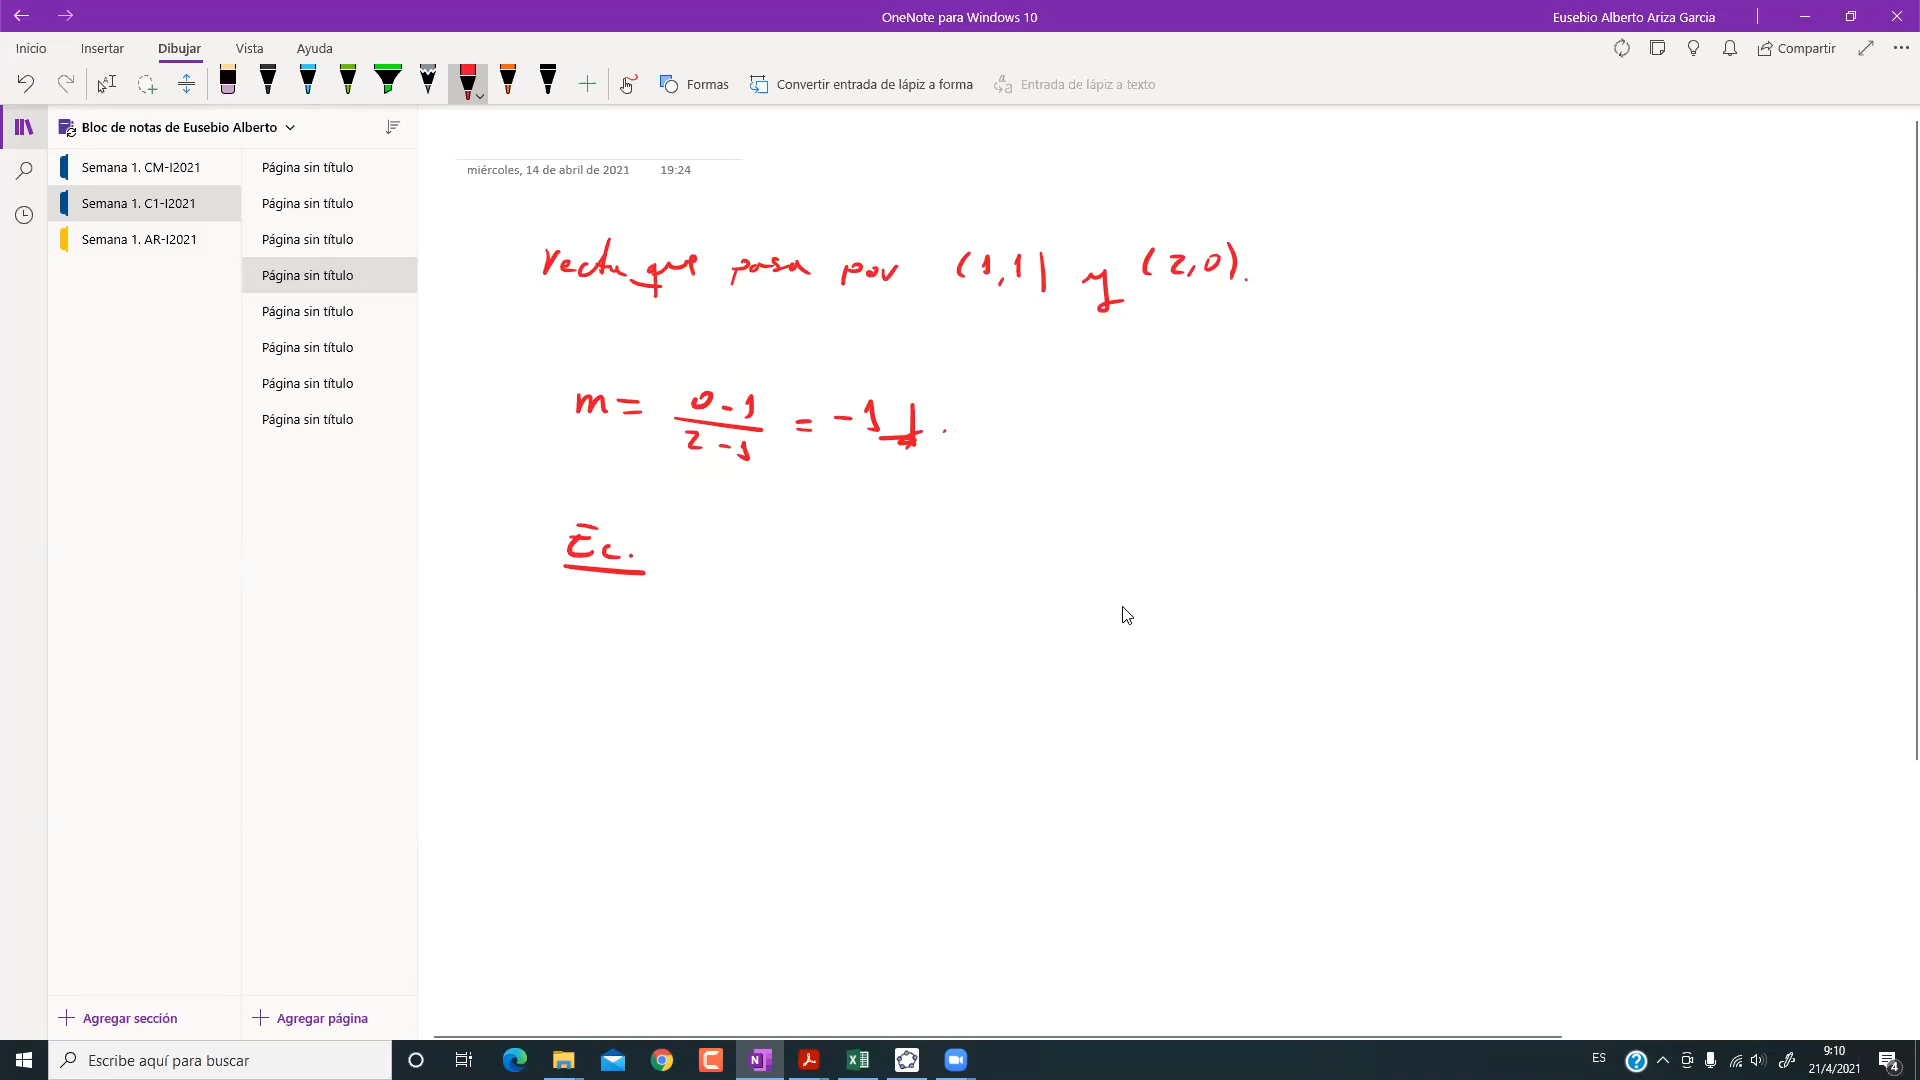 OneNote para Windows 10
Eusebio Alberto Ariza Garcia
Inicio Insertar Dibujar Vista Ayuda
Compartir
Formas Convertir entrada de lápiz a forma Entrada de lápiz a texto
Bloc de notas de Eusebio Alberto
Semana 1. CM-I2021
Semana 1. C1-I2021
Semana 1. AR-I2021
Página sin título
Página sin título
Página sin título
Página sin título
Página sin título
Página sin título
Página sin título
Página sin título
miércoles, 14 de abril de 2021 19:24
recta que pasa por (1,1) y (2,0).
m = \frac{0-1}{2-1} = -1 .
Ec.
Agregar sección
Agregar página
Escribe aquí para buscar
ES
9:10
21/4/2021
4